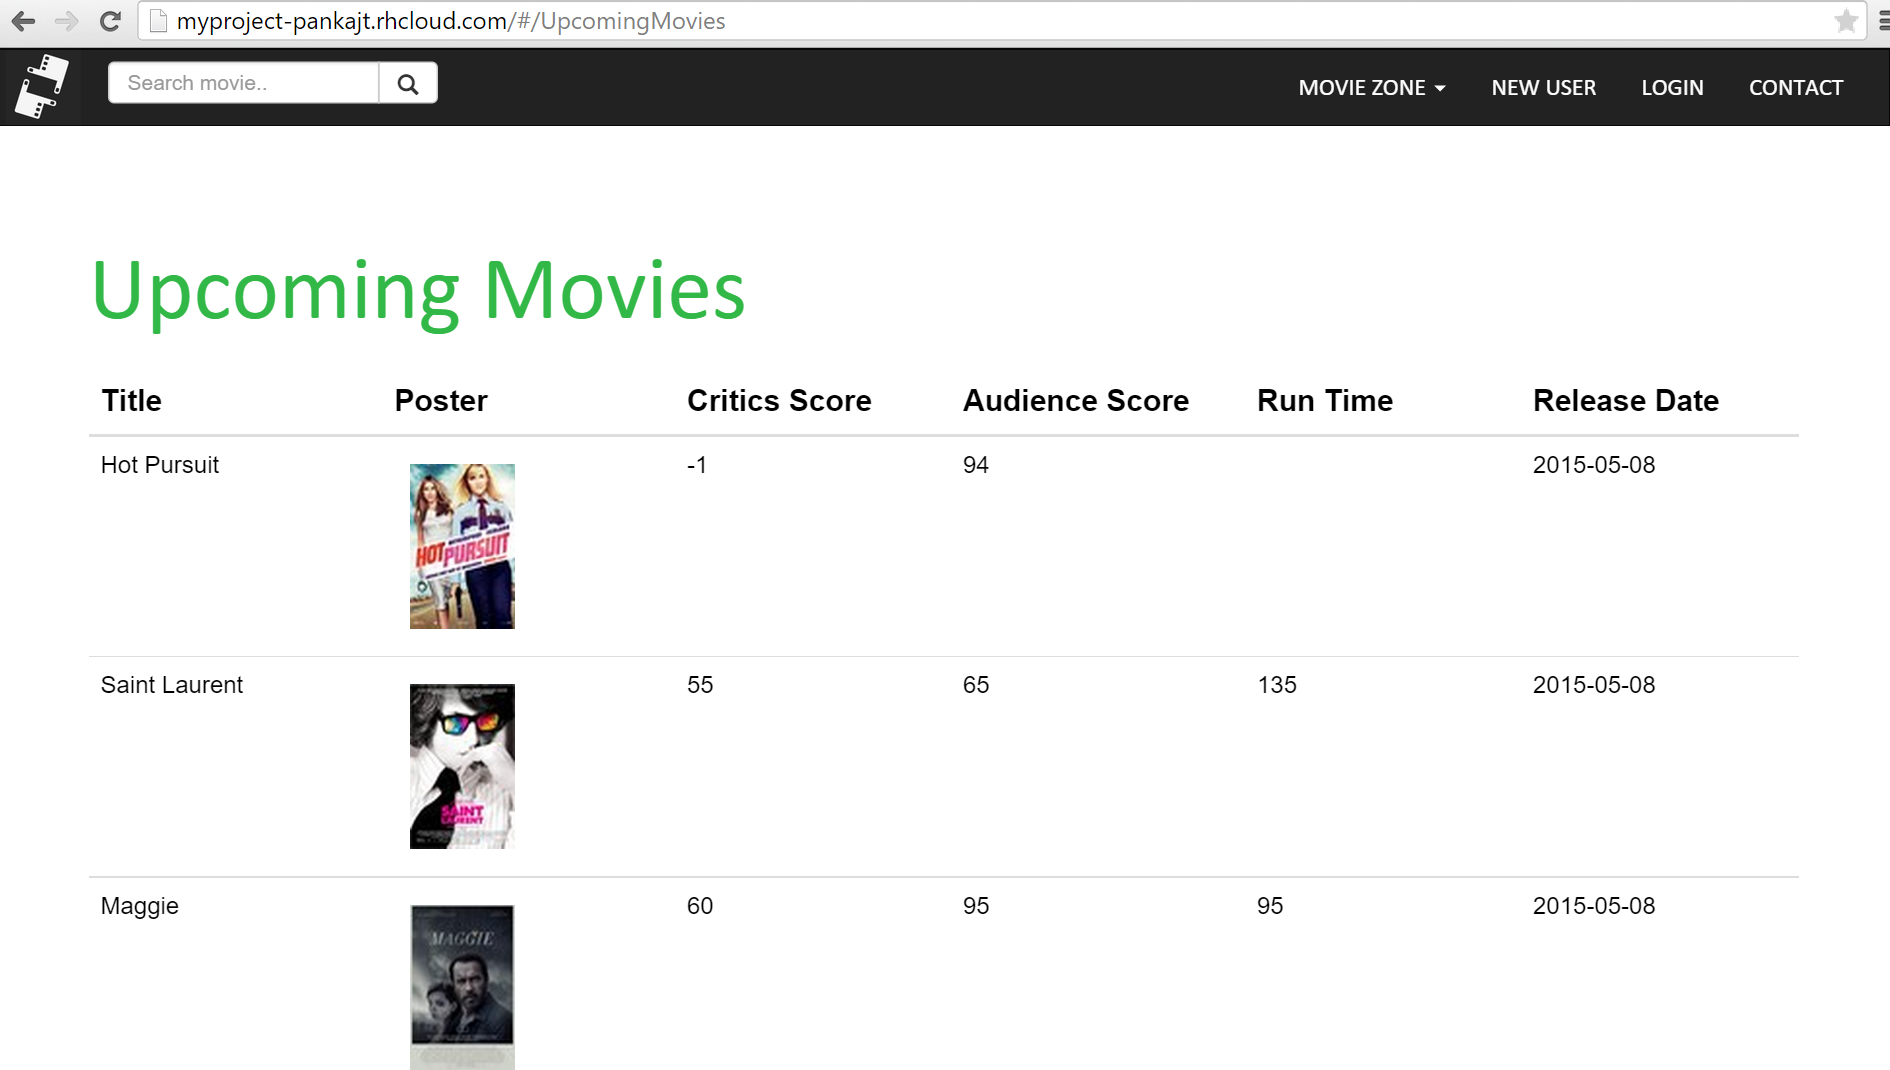 myproject-pankajt.rhcloud.com/#/UpcomingMovies
Search movie..
MOVIE ZONE NEW USER LOGIN CONTACT
Upcoming Movies
Title Poster Critics Score Audience Score Run Time Release Date
Hot Pursuit -1 94 2015-05-08
HOT PURSUIT
Saint Laurent 55 65 135 2015-05-08
SAINT
LAURENT
Maggie 60 95 95 2015-05-08
MAGGIE